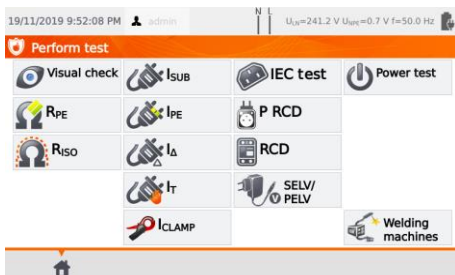 N L
19/11/2019 9:52:08 PM admin ULN=241.2 V UNPE=0.7 V f=50.0 Hz
Perform test
Visual check ISUB IEC test Power test
RPE IPE P RCD
RISO IΔ RCD
IT SELV/
PELV
ICLAMP Welding
machines